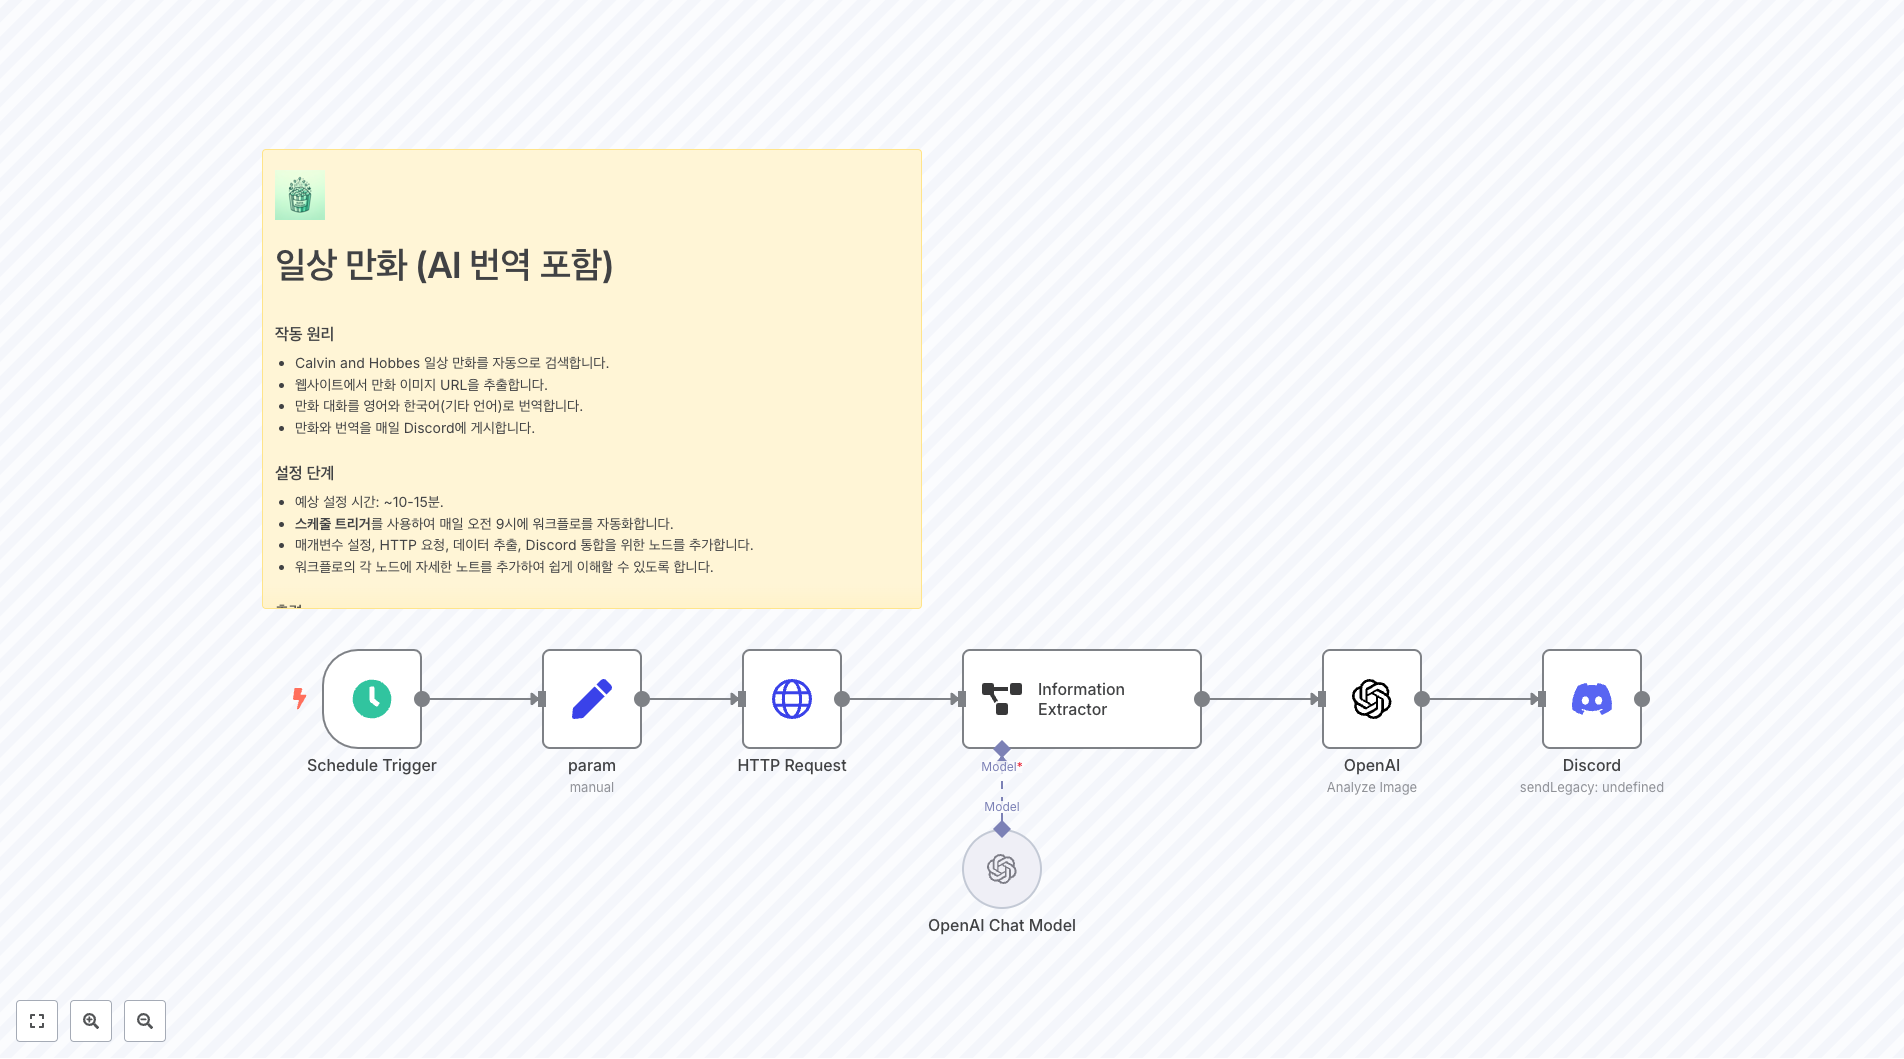 일상 만화 (AI 번역 포함)
작동 원리
Calvin and Hobbes 일상 만화를 자동으로 검색합니다.
웹사이트에서 만화 이미지 URL을 추출합니다.
만화 대화를 영어와 한국어(기타 언어)로 번역합니다.
만화와 번역을 매일 Discord에 게시합니다.
설정 단계
예상 설정 시간: ~10-15분.
스케줄 트리거를 사용하여 매일 오전 9시에 워크플로를 자동화합니다.
매개변수 설정, HTTP 요청, 데이터 추출, Discord 통합을 위한 노드를 추가합니다.
워크플로의 각 노드에 자세한 노트를 추가하여 쉽게 이해할 수 있도록 합니다.
Information
Extractor
Schedule Trigger
param
manual
HTTP Request
Model*
Model
OpenAI Chat Model
OpenAI
Analyze Image
Discord
sendLegacy: undefined